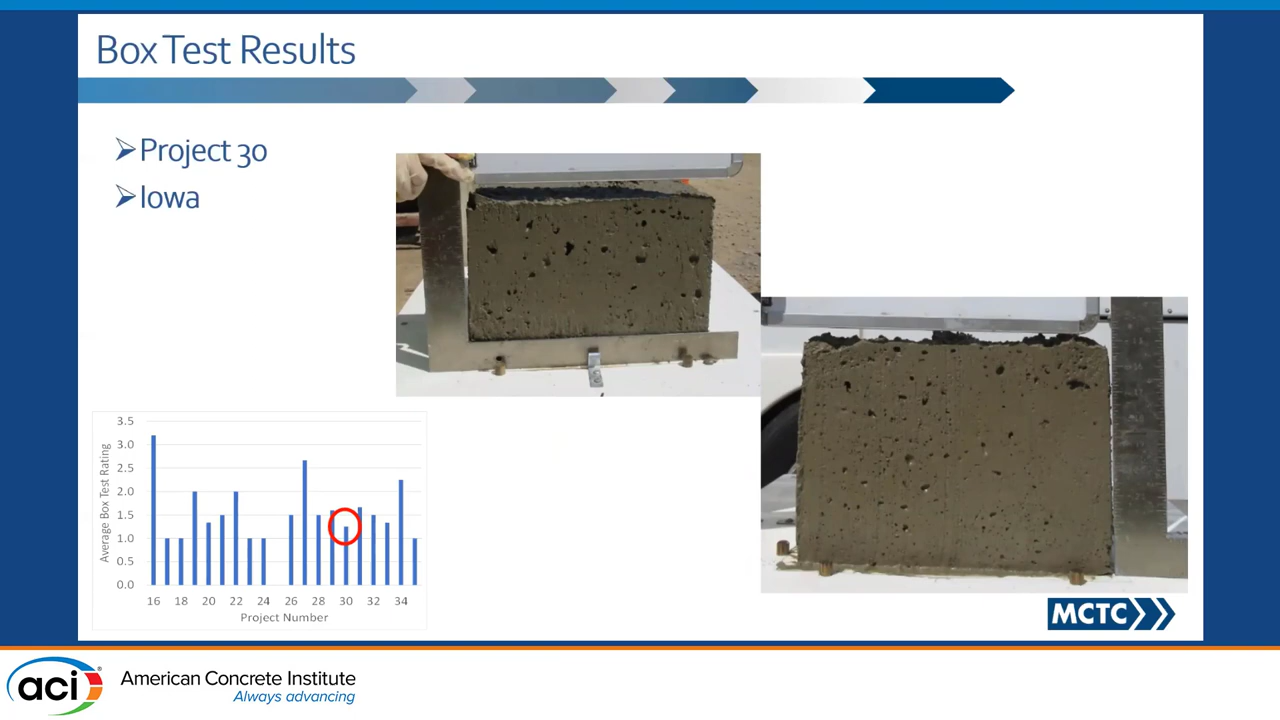 Box Test Results
⮚Project 30
⮚Iowa
3.5
3.0
2.5
2.0
1.5
1.0
0.5
0.0
Average Box Test Rating
16 18 20 22 24 26 28 30 32 34
Project Number
MCTC
aci®
American Concrete Institute
Always advancing